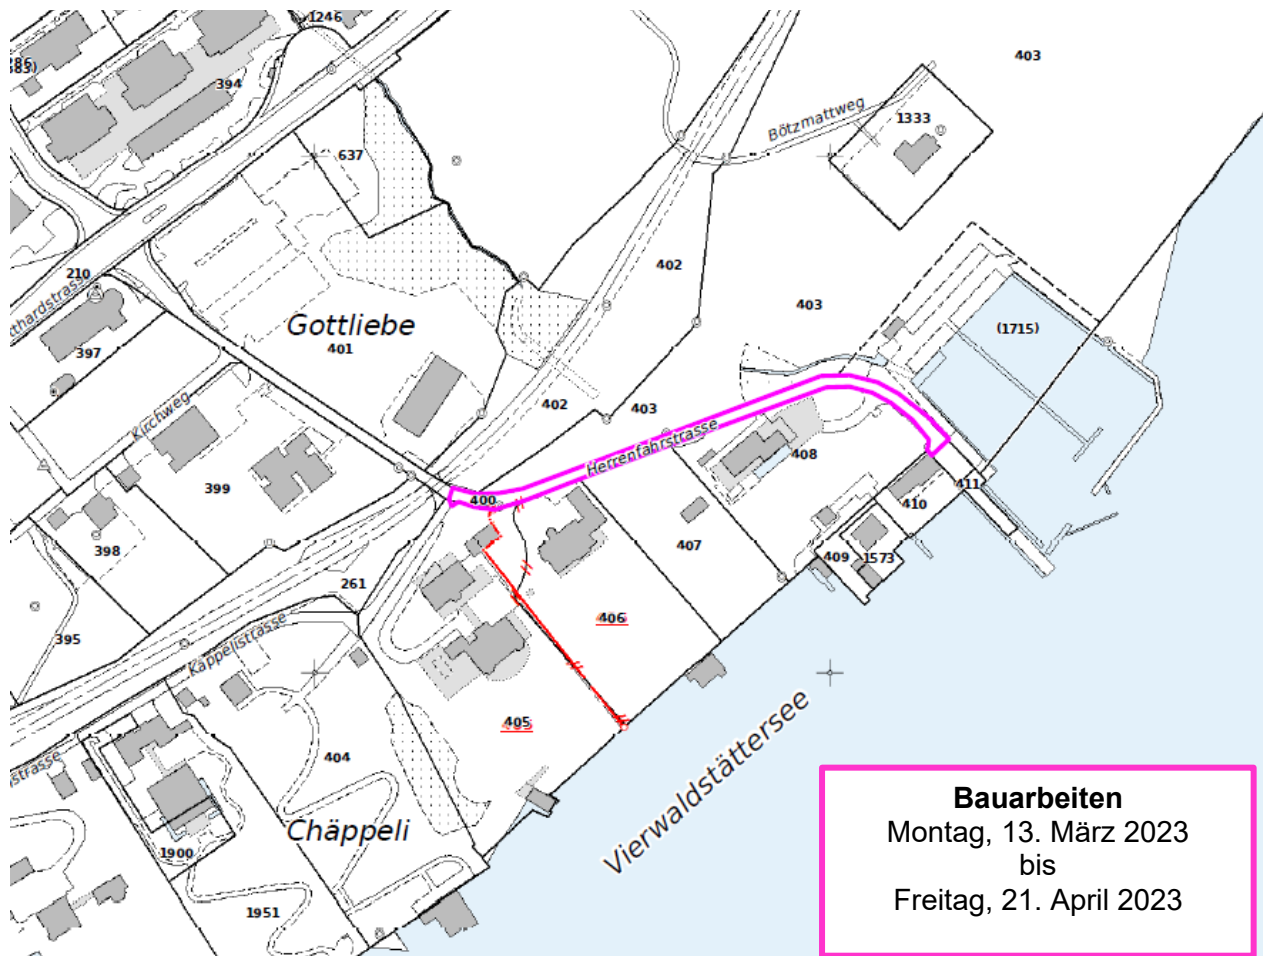 1246
403
394
Bötzmattweg
1333
637
402
210
403
Gottliebe
401
(1715)
397
Kirchweg
402
403
Herrenfahrstrasse
408
399
400
411
410
407
398
409
1573
261
406
395
Käppelistrasse
405
404
Vierwaldstättersee
Chäppeli
1900
1951
Bauarbeiten
Montag, 13. März 2023
bis
Freitag, 21. April 2023